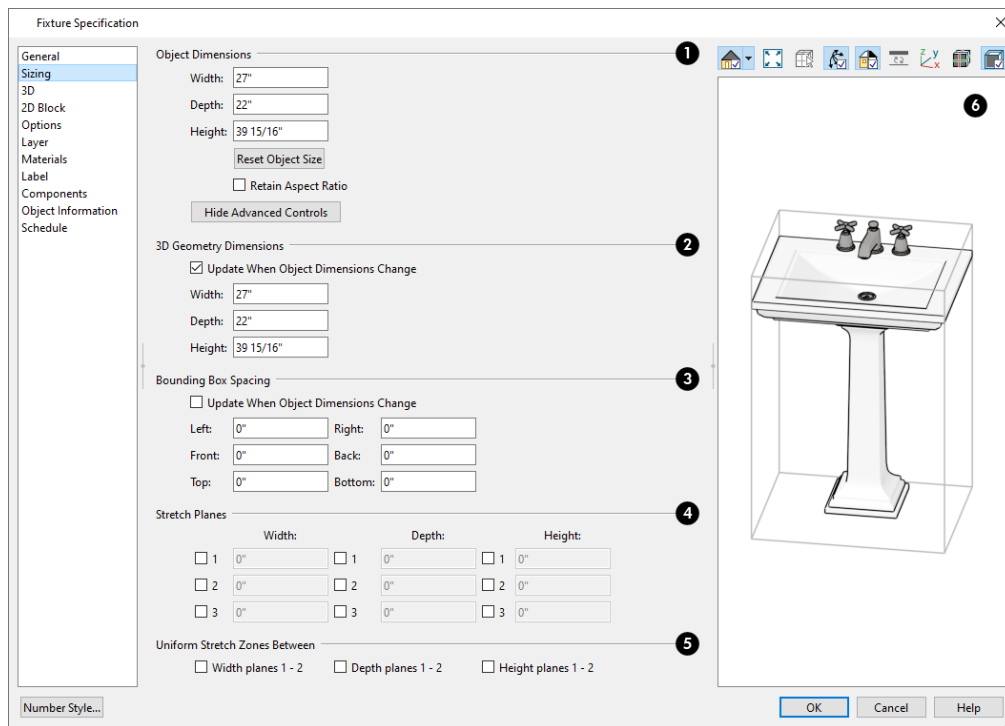 Fixture Specification
General
Sizing
3D
2D Block
Options
Layer
Materials
Label
Components
Object Information
Schedule
Object Dimensions 1
Width: 27"
Depth: 22"
Height: 39 15/16"
Reset Object Size
Retain Aspect Ratio
Hide Advanced Controls
3D Geometry Dimensions 2
Update When Object Dimensions Change
Width: 27"
Depth: 22"
Height: 39 15/16"
Bounding Box Spacing 3
Update When Object Dimensions Change
Left: 0" Right: 0"
Front: 0" Back: 0"
Top: 0" Bottom: 0"
Stretch Planes 4
Width: Depth: Height:
1 0" 1 0" 1 0"
2 0" 2 0" 2 0"
3 0" 3 0" 3 0"
Uniform Stretch Zones Between 5
Width planes 1 - 2 Depth planes 1 - 2 Height planes 1 - 2
z y x
6
Number Style... OK Cancel Help